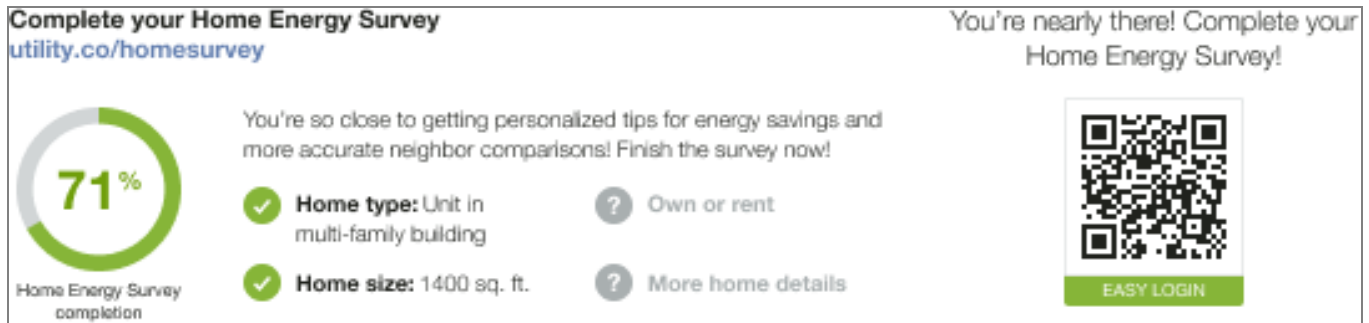 Complete your Home Energy Survey
utility.co/homesurvey
You're nearly there! Complete your
Home Energy Survey!
You're so close to getting personalized tips for energy savings and
more accurate neighbor comparisons! Finish the survey now!
71%
Home Energy Survey
completion
Home type: Unit in
multi-family building
? Own or rent
Home size: 1400 sq. ft.
? More home details
EASY LOGIN